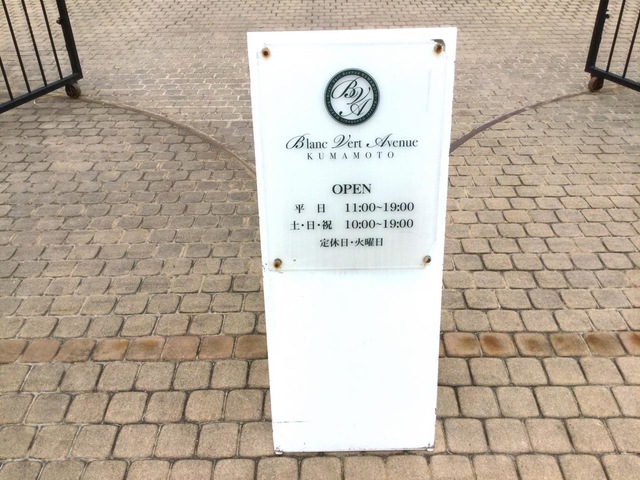 BVA
Blanc Vert Avenue
KUMAMOTO
OPEN
平 日 11:00~19:00
土・日・祝 10:00~19:00
定休日・火曜日